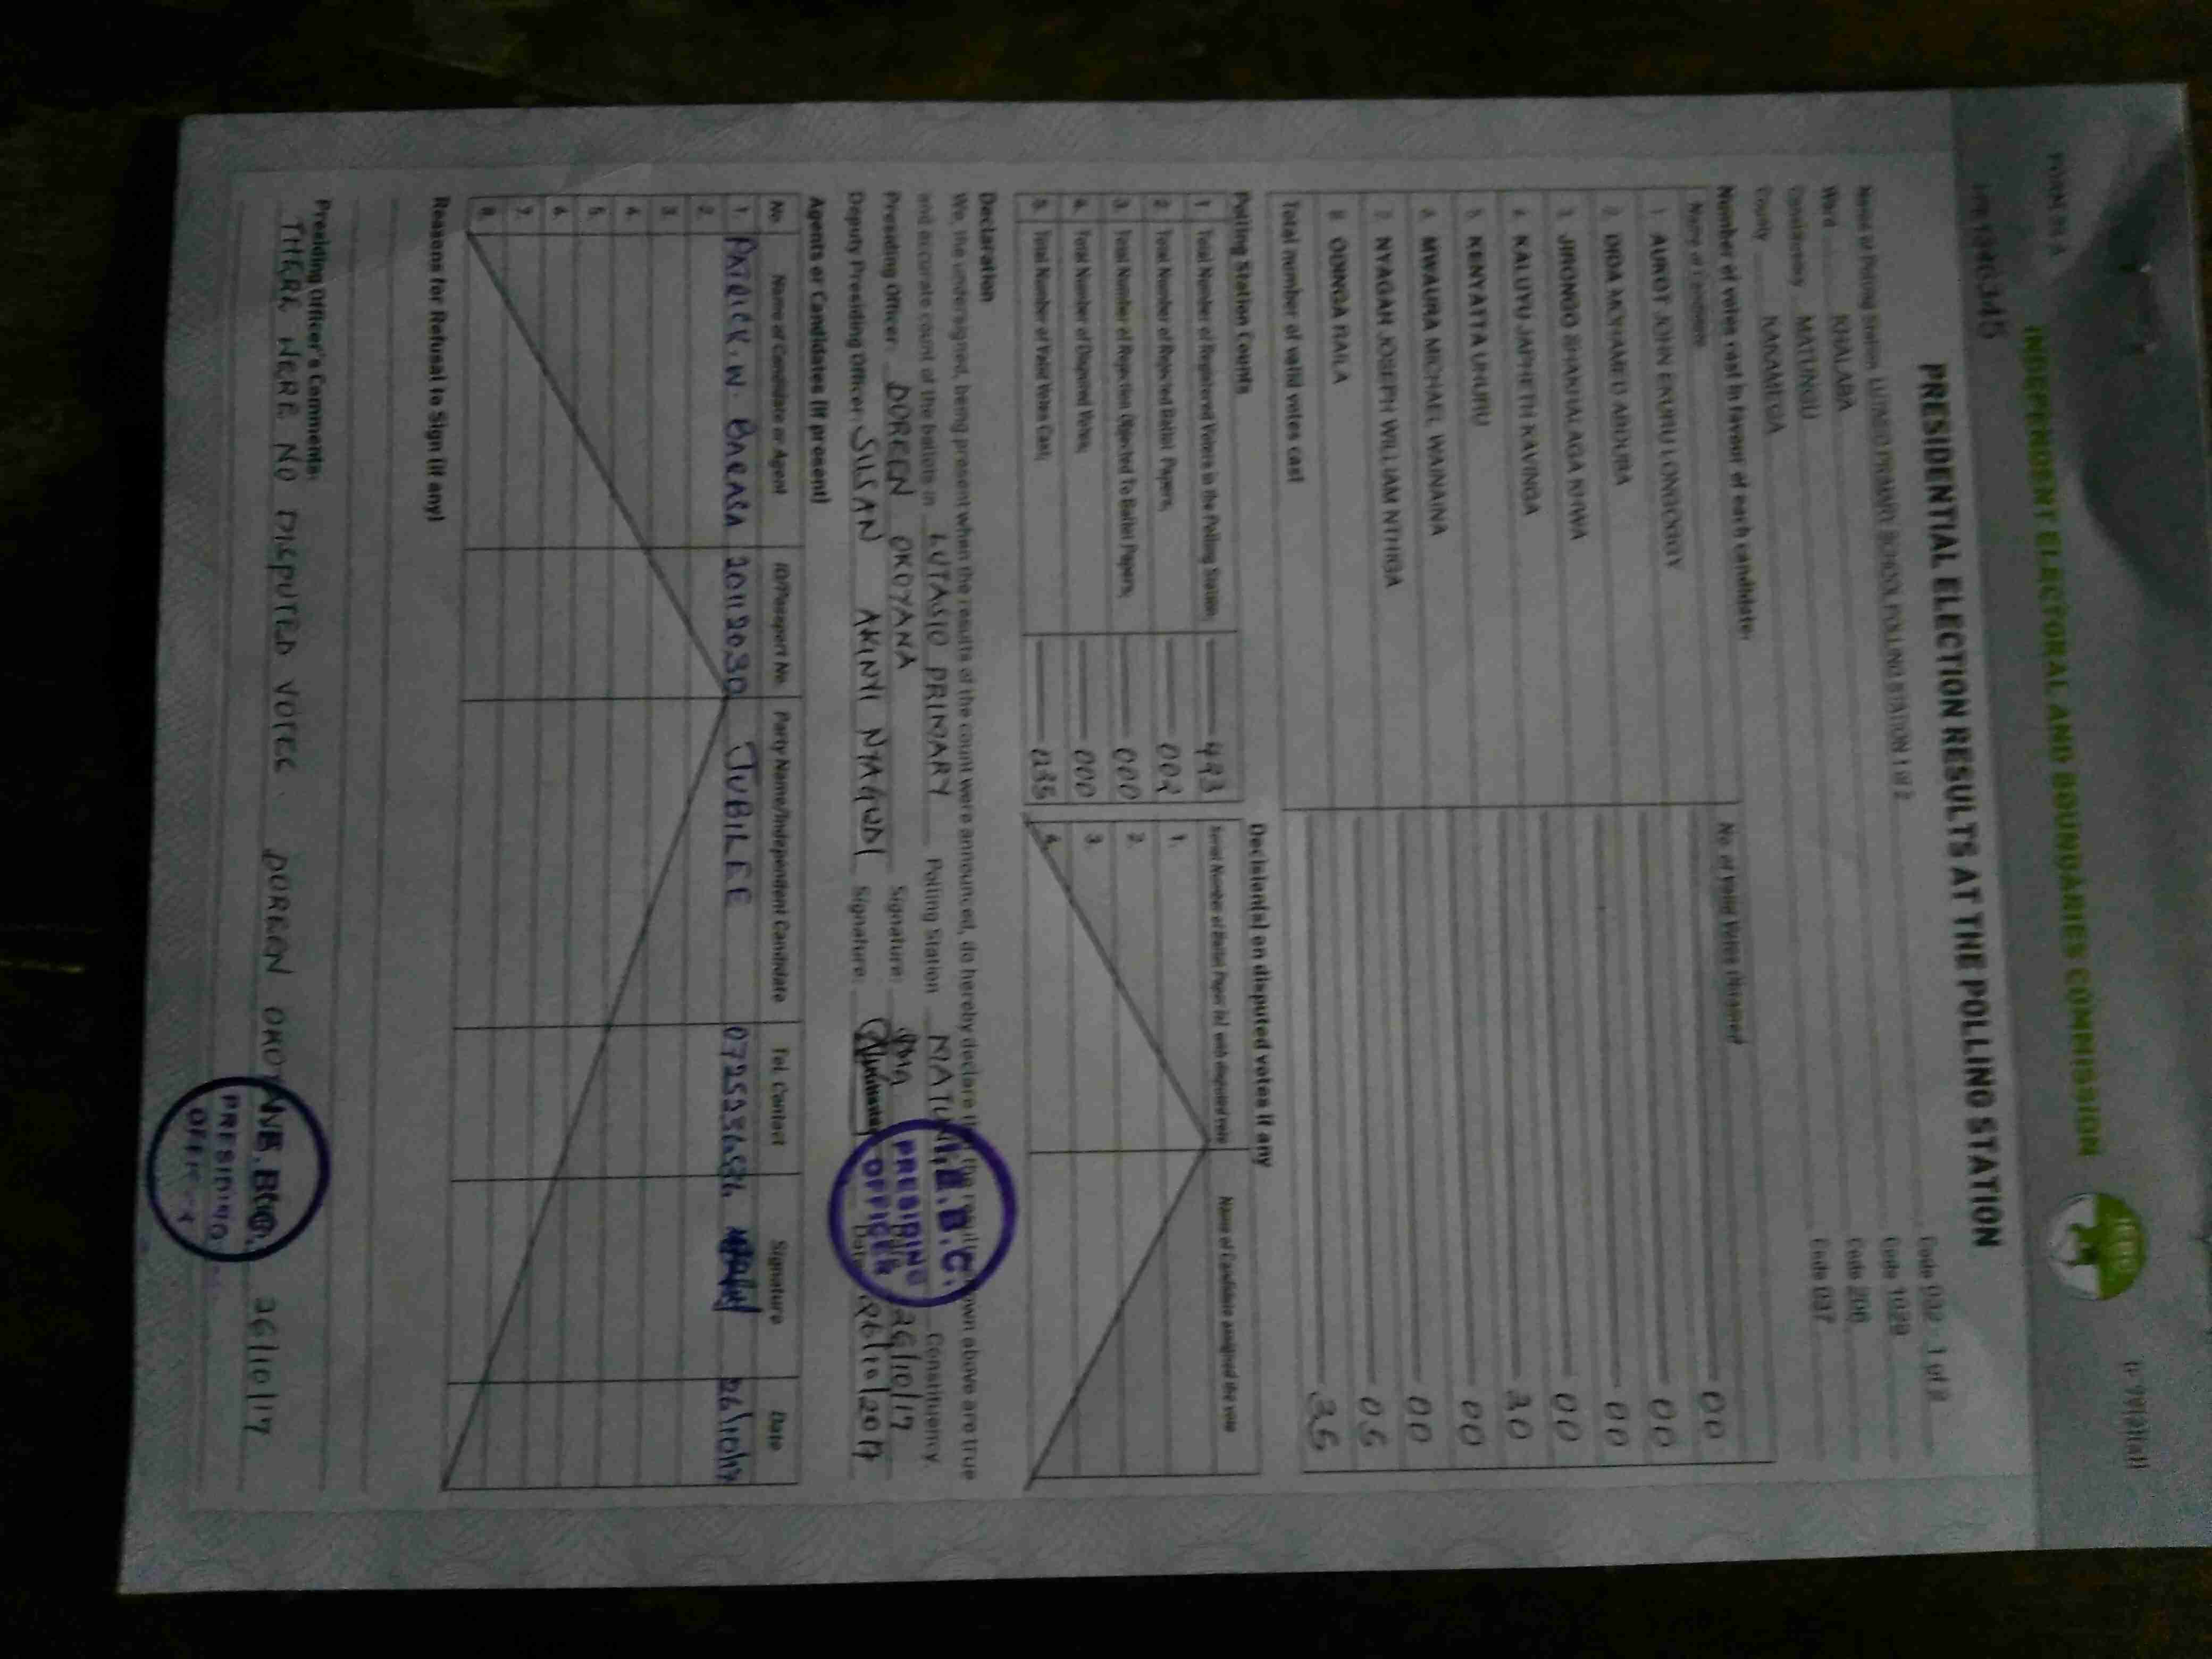 FORM 34 A
r. 79(2)(a)
INDEPENDENT ELECTORAL AND BOUNDARIES COMMISSION
IEBC
PRESIDENTIAL ELECTION RESULTS AT THE POLLING STATION
Name of Polling Station LUTASIO PRIMARY SCHOOL POLLING STATION 1 of 2 Code 032 - 1 of 2
Ward KHALABA Code 1029
Constituency MATUNGU Code 206
County KAKAMEGA Code 037
Number of votes cast in favor of each candidate:
Name of Candidate No. of Valid Votes Obtained
1. AUKOT JOHN EKURU LONGOGGY 00
2. DIDA MOHAMED ABDUBA 00
3. JIRONGO SHAKHALAGA KHWA 00
4. KALUYU JAPHETH KAVINGA 00
5. KENYATTA UHURU 30
6. MWAURA MICHAEL WAINAINA 00
7. NYAGAH JOSEPH WILLIAM NTHIGA 00
8. ODINGA RAILA 05
Total number of valid votes cast 35
Polling Station Counts
1. Total Number of Registered Voters in the Polling Station; 493
2. Total Number of Rejected Ballot Papers; 002
3. Total Number of Rejection Objected To Ballot Papers; 000
4. Total Number of Disputed Votes; 000
5. Total Number of Valid Votes Cast; 035
Decision(s) on disputed votes if any
Serial Number of Ballot Paper (s) with disputed vote Name of Candidate assigned the vote
1.
2.
3.
4.
Declaration
We, the undersigned, being present when the results of the count were announced, do hereby declare that the results shown above are true
and accurate count of the ballots in LUTASIO PRIMARY Polling Station Constituency.
Presiding Officer: DOREEN OKOYANA Signature: 26/10/17
Deputy Presiding Officer: SUSAN AKINYI Signature: Date: 26/10/2017
I.E.B.C.
PRESIDING
OFFICER
Agents or Candidates (if present)
No. Name of Candidate or Agent ID/Passport No. Party Name/Independent Candidate Tel. Contact Signature Date
1. PATRICK. W. BARASA 20112030 JUBILEE 26/10/17
2.
3.
4.
5.
6.
7.
8.
Reasons for Refusal to Sign (if any)
Presiding Officer's Comments:
THERE WERE NO DISPUTED VOTES. DOREEN 26/10/17
PRESIDING
OFFICER